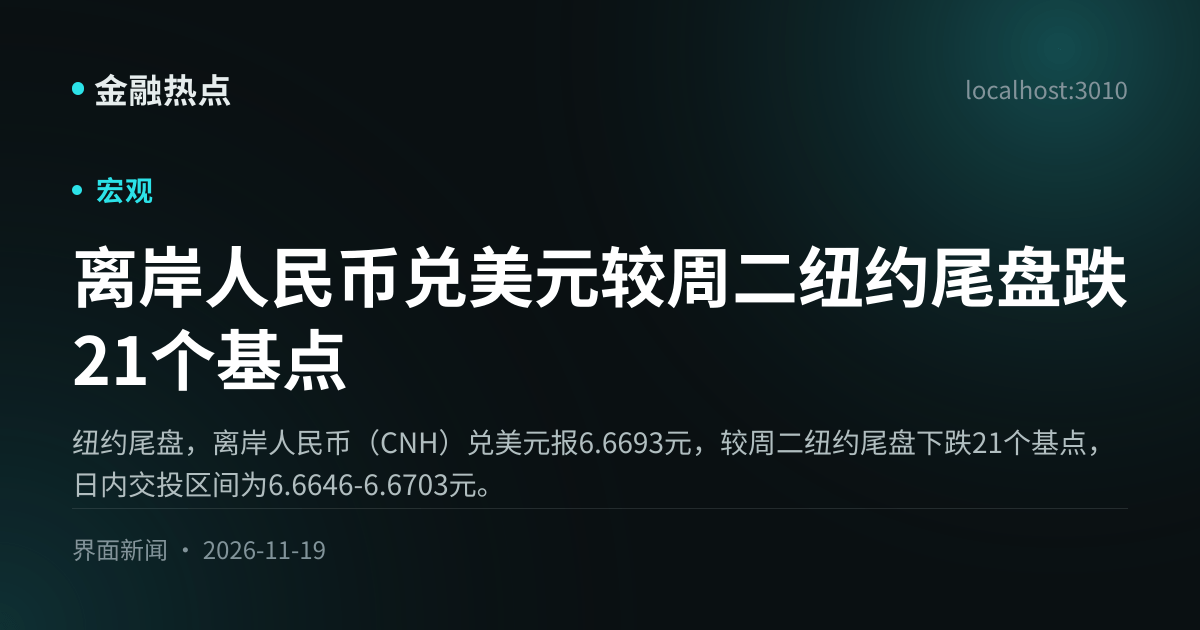 金融热点
localhost:3010
宏观
离岸人民币兑美元较周二纽约尾盘跌
21个基点
纽约尾盘，离岸人民币（CNH）兑美元报6.6693元，较周二纽约尾盘下跌21个基点，
日内交投区间为6.6646-6.6703元。
界面新闻 • 2026-11-19